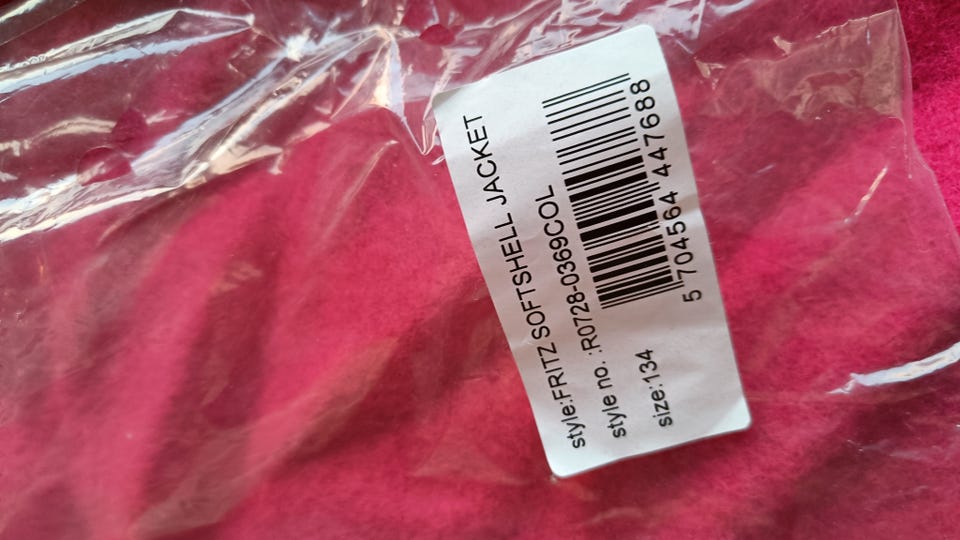 style:FRITZ SOFTSHELL JACKET
style no. :R0728-0369COL
5 704564 447688
size:134